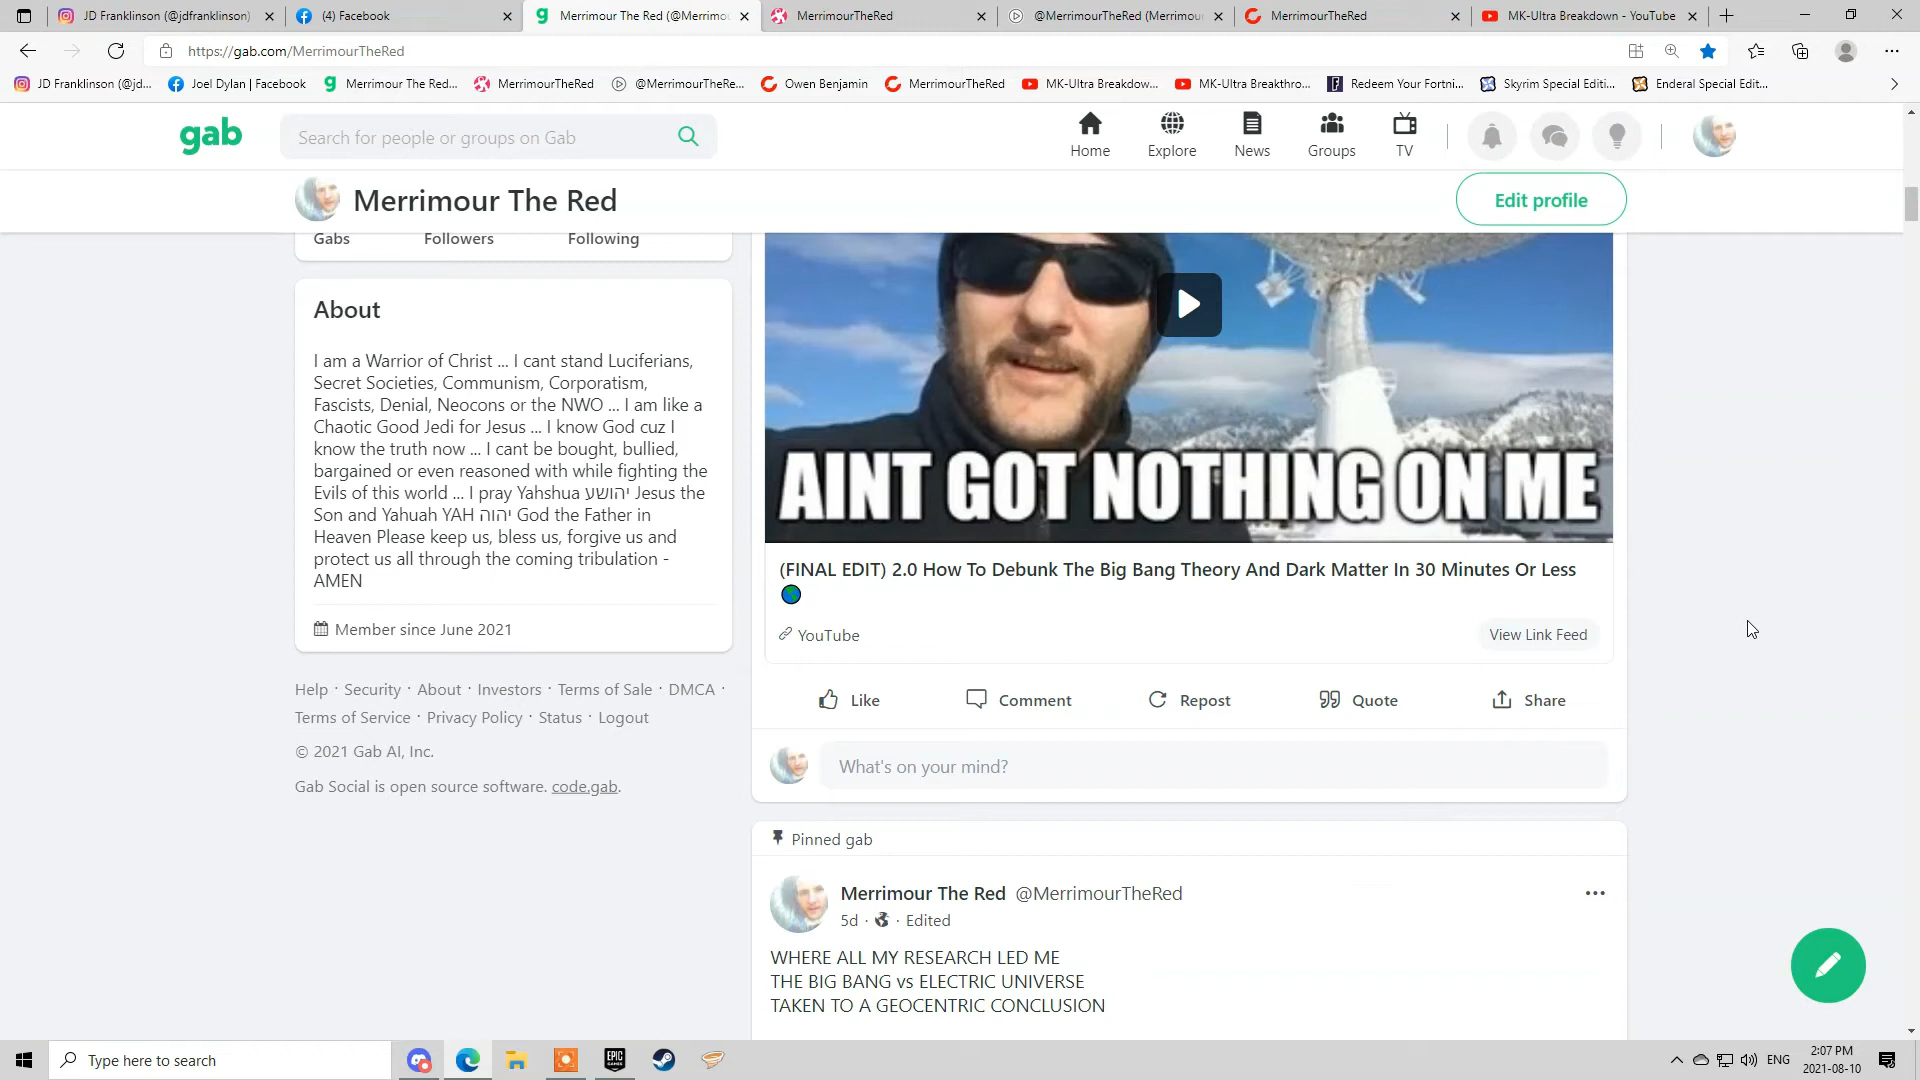 JD Franklinson (@jdfranklinson)
(4) Facebook
Merrimour The Red (@Merrimo
MerrimourTheRed
@MerrimourTheRed (Merrimou
MerrimourTheRed
MK-Ultra Breakdown - YouTube
https://gab.com/MerrimourTheRed
JD Franklinson (@jd...
Joel Dylan | Facebook
Merrimour The Red...
MerrimourTheRed
@MerrimourTheRe...
Owen Benjamin
MerrimourTheRed
MK-Ultra Breakdow...
MK-Ultra Breakthro...
Redeem Your Fortni...
Skyrim Special Editi...
Enderal Special Edit...
gab
Search for people or groups on Gab
Home
Explore
News
Groups
TV
Merrimour The Red
Edit profile
Gabs
Followers
Following
About
I am a Warrior of Christ ... I cant stand Luciferians,
Secret Societies, Communism, Corporatism,
Fascists, Denial, Neocons or the NWO ... I am like a
Chaotic Good Jedi for Jesus ... I know God cuz I
know the truth now ... I cant be bought, bullied,
bargained or even reasoned with while fighting the
Evils of this world ... I pray Yahshua יהושע Jesus the
Son and Yahuah YAH יהוה God the Father in
Heaven Please keep us, bless us, forgive us and
protect us all through the coming tribulation -
AMEN
Member since June 2021
Help · Security · About · Investors · Terms of Sale · DMCA ·
Terms of Service · Privacy Policy · Status · Logout
© 2021 Gab AI, Inc.
Gab Social is open source software. code.gab.
AINT GOT NOTHING ON ME
(FINAL EDIT) 2.0 How To Debunk The Big Bang Theory And Dark Matter In 30 Minutes Or Less
YouTube
View Link Feed
Like
Comment
Repost
Quote
Share
What's on your mind?
Pinned gab
Merrimour The Red @MerrimourTheRed
5d · · Edited
WHERE ALL MY RESEARCH LED ME
THE BIG BANG vs ELECTRIC UNIVERSE
TAKEN TO A GEOCENTRIC CONCLUSION
Type here to search
EPIC
GAMES
ENG
2:07 PM
2021-08-10